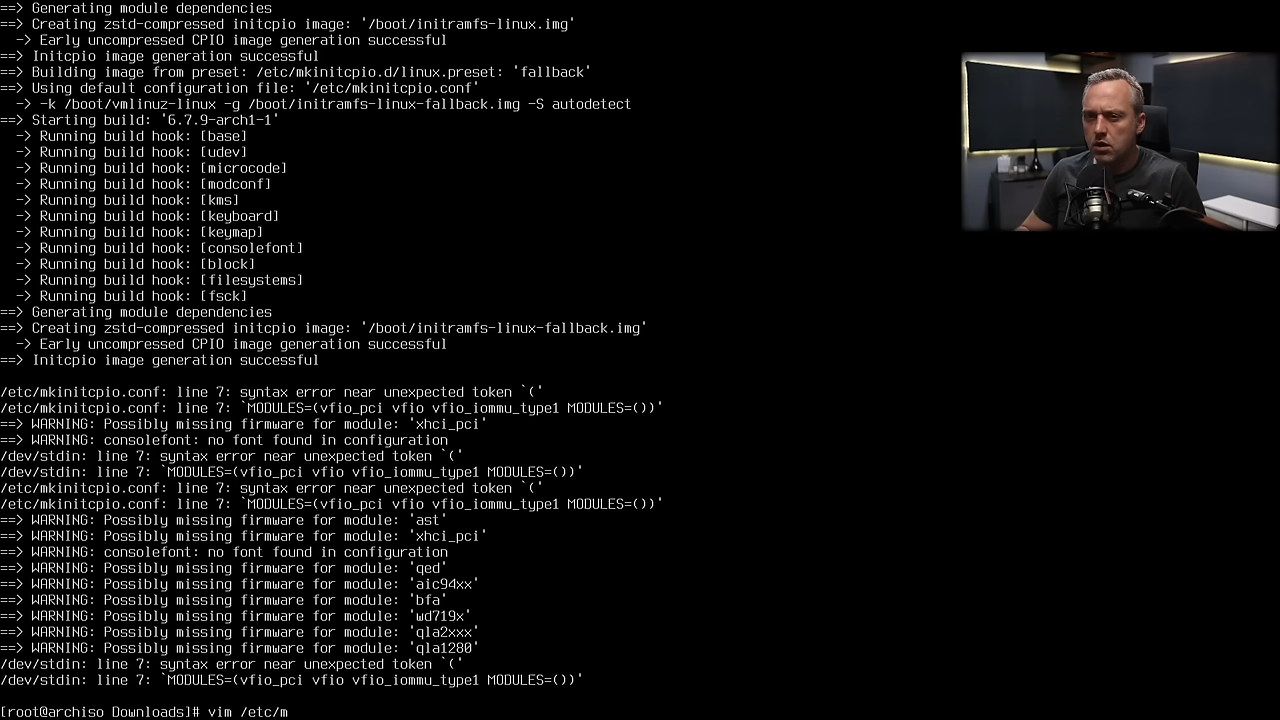 ==> Generating module dependencies
==> Creating zstd-compressed initcpio image: '/boot/initramfs-linux.img'
  -> Early uncompressed CPIO image generation successful
==> Initcpio image generation successful
==> Building image from preset: /etc/mkinitcpio.d/linux.preset: 'fallback'
==> Using default configuration file: '/etc/mkinitcpio.conf'
  -> -k /boot/vmlinuz-linux -g /boot/initramfs-linux-fallback.img -S autodetect
==> Starting build: '6.7.9-arch1-1'
  -> Running build hook: [base]
  -> Running build hook: [udev]
  -> Running build hook: [microcode]
  -> Running build hook: [modconf]
  -> Running build hook: [kms]
  -> Running build hook: [keyboard]
  -> Running build hook: [keymap]
  -> Running build hook: [consolefont]
  -> Running build hook: [block]
  -> Running build hook: [filesystems]
  -> Running build hook: [fsck]
==> Generating module dependencies
==> Creating zstd-compressed initcpio image: '/boot/initramfs-linux-fallback.img'
  -> Early uncompressed CPIO image generation successful
==> Initcpio image generation successful
/etc/mkinitcpio.conf: line 7: syntax error near unexpected token `('
/etc/mkinitcpio.conf: line 7: `MODULES=(vfio_pci vfio vfio_iommu_type1 MODULES=())'
==> WARNING: Possibly missing firmware for module: 'xhci_pci'
==> WARNING: consolefont: no font found in configuration
/dev/stdin: line 7: syntax error near unexpected token `('
/dev/stdin: line 7: `MODULES=(vfio_pci vfio vfio_iommu_type1 MODULES=())'
/etc/mkinitcpio.conf: line 7: syntax error near unexpected token `('
/etc/mkinitcpio.conf: line 7: `MODULES=(vfio_pci vfio vfio_iommu_type1 MODULES=())'
==> WARNING: Possibly missing firmware for module: 'ast'
==> WARNING: Possibly missing firmware for module: 'xhci_pci'
==> WARNING: consolefont: no font found in configuration
==> WARNING: Possibly missing firmware for module: 'qed'
==> WARNING: Possibly missing firmware for module: 'aic94xx'
==> WARNING: Possibly missing firmware for module: 'bfa'
==> WARNING: Possibly missing firmware for module: 'wd719x'
==> WARNING: Possibly missing firmware for module: 'qla2xxx'
==> WARNING: Possibly missing firmware for module: 'qla1280'
/dev/stdin: line 7: syntax error near unexpected token `('
/dev/stdin: line 7: `MODULES=(vfio_pci vfio vfio_iommu_type1 MODULES=())'
[root@archiso Downloads]# vim /etc/m